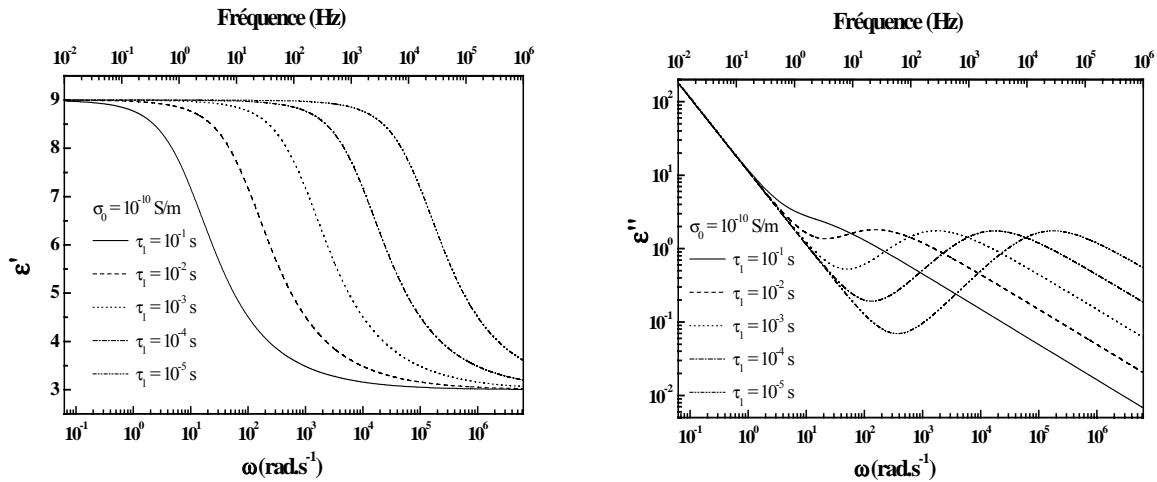 Fréquence (Hz)
10⁻² 10⁻¹ 10⁰ 10¹ 10² 10³ 10⁴ 10⁵ 10⁶
9
8
7
6
5
4
3
ε'
σ₀ = 10⁻¹⁰ S/m
τ₁ = 10⁻¹ s
τ₁ = 10⁻² s
τ₁ = 10⁻³ s
τ₁ = 10⁻⁴ s
τ₁ = 10⁻⁵ s
10⁻¹ 10⁰ 10¹ 10² 10³ 10⁴ 10⁵ 10⁶
ω (rad.s⁻¹)
Fréquence (Hz)
10⁻² 10⁻¹ 10⁰ 10¹ 10² 10³ 10⁴ 10⁵ 10⁶
10²
10¹
10⁰
10⁻¹
10⁻²
ε''
σ₀ = 10⁻¹⁰ S/m
τ₁ = 10⁻¹ s
τ₁ = 10⁻² s
τ₁ = 10⁻³ s
τ₁ = 10⁻⁴ s
τ₁ = 10⁻⁵ s
10⁻¹ 10⁰ 10¹ 10² 10³ 10⁴ 10⁵ 10⁶
ω (rad.s⁻¹)